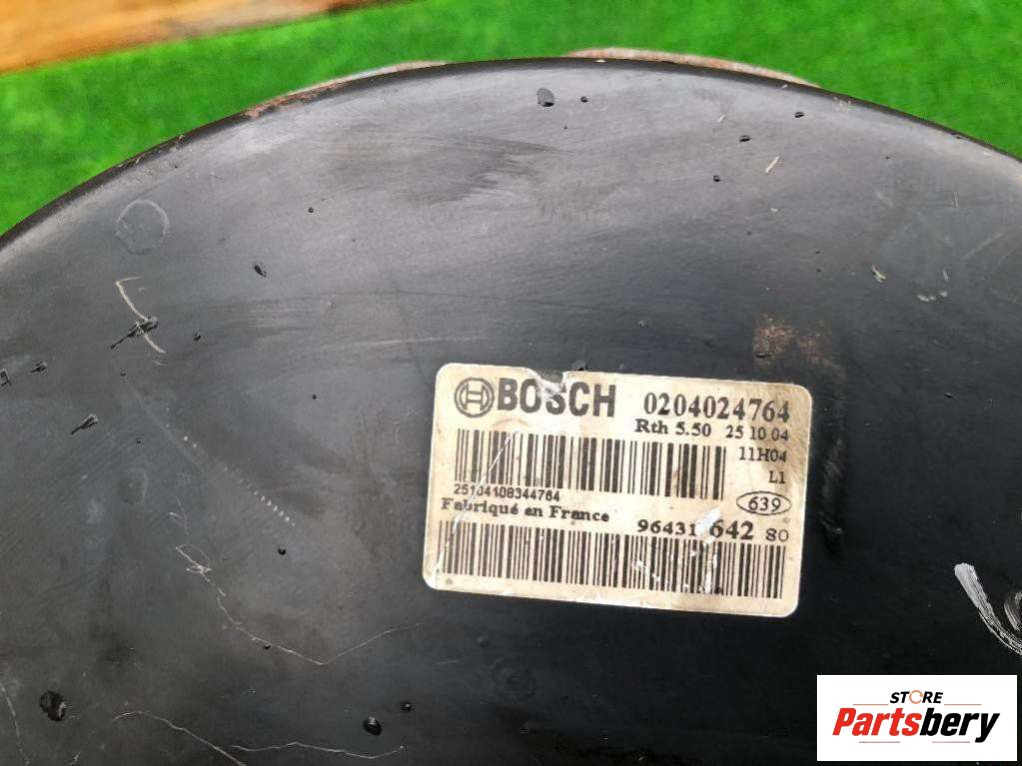 BOSCH 0204024764
Rth 5.50 25 10 04
11H04
L1
25104108344764
639
Fabriqué en France 96431 642 80
STORE
Partsbery